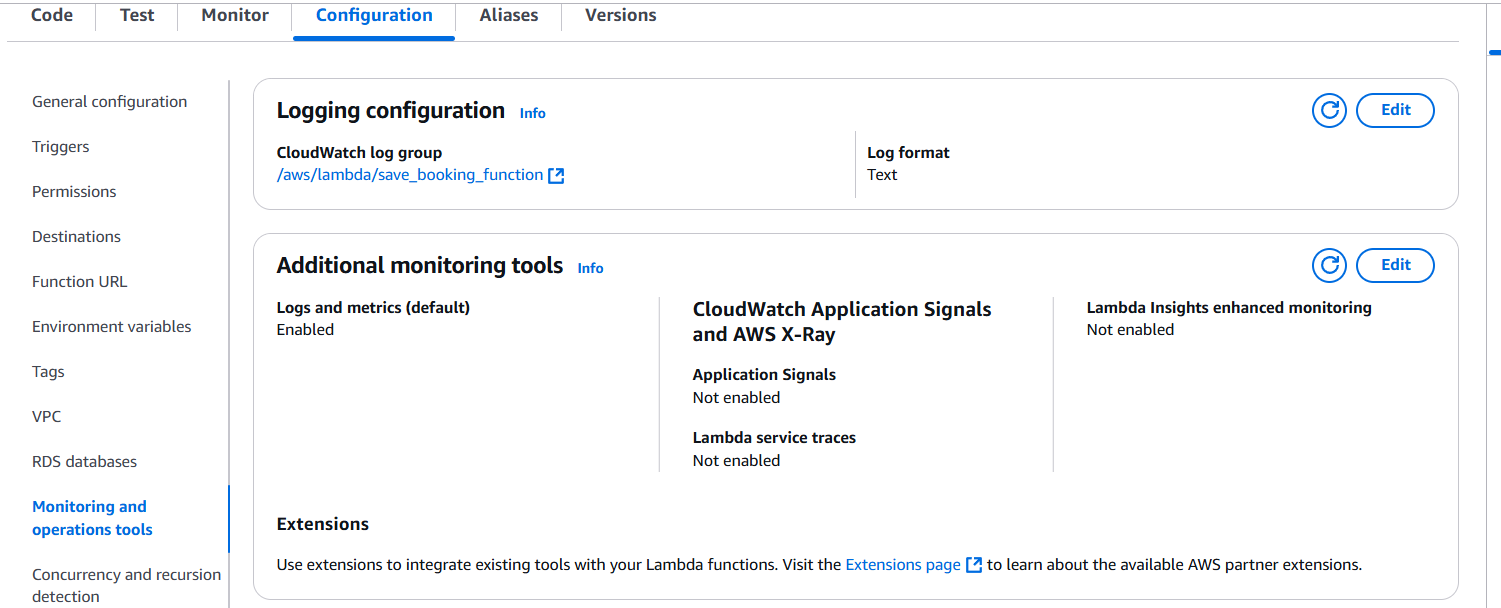 Code Test Monitor Configuration Aliases Versions
General configuration
Triggers
Permissions
Destinations
Function URL
Environment variables
Tags
VPC
RDS databases
Monitoring and
operations tools
Concurrency and recursion
detection
Logging configuration Info
Edit
CloudWatch log group
/aws/lambda/save_booking_function
Log format
Text
Additional monitoring tools Info
Edit
Logs and metrics (default)
Enabled
CloudWatch Application Signals
and AWS X-Ray
Application Signals
Not enabled
Lambda service traces
Not enabled
Lambda Insights enhanced monitoring
Not enabled
Extensions
Use extensions to integrate existing tools with your Lambda functions. Visit the Extensions page to learn about the available AWS partner extensions.